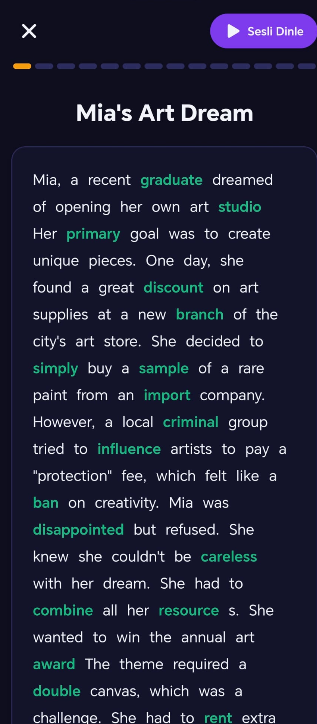 Sesli Dinle
Mia's Art Dream
Mia, a recent graduate dreamed
of opening her own art studio
Her primary goal was to create
unique pieces. One day, she
found a great discount on art
supplies at a new branch of the
city's art store. She decided to
simply buy a sample of a rare
paint from an import company.
However, a local criminal group
tried to influence artists to pay a
"protection" fee, which felt like a
ban on creativity. Mia was
disappointed but refused. She
knew she couldn't be careless
with her dream. She had to
combine all her resource s. She
wanted to win the annual art
award The theme required a
double canvas, which was a
challenge. She had to rent extra